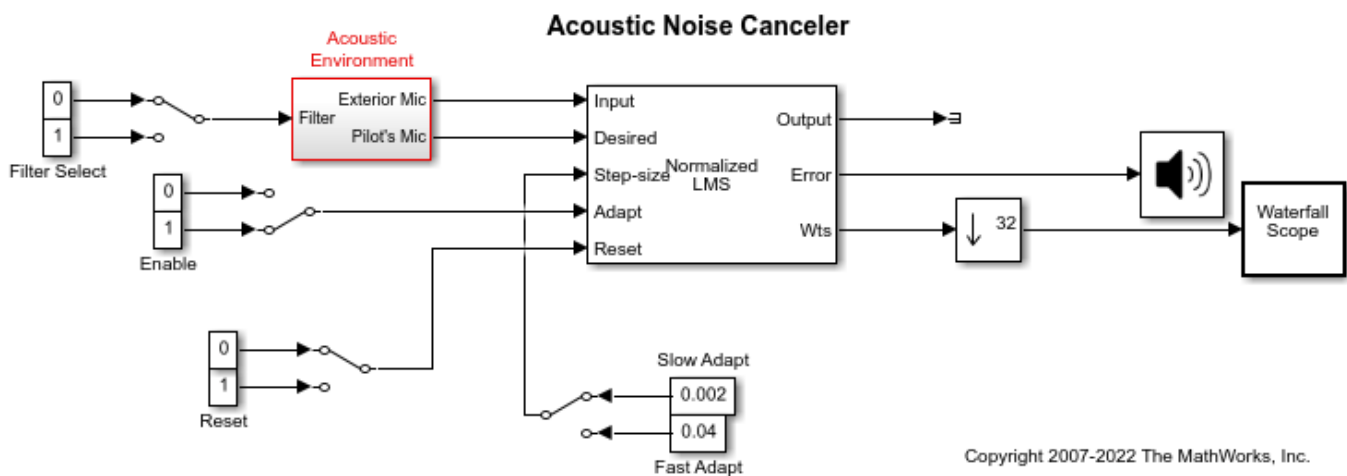 Acoustic Noise Canceler
Acoustic
Environment
0
1
Filter Select
Filter
Exterior Mic
Pilot's Mic
0
1
Enable
0
1
Reset
Input
Desired
Step-size
Adapt
Reset
Normalized
LMS
Output
Error
Wts
32
Waterfall
Scope
Slow Adapt
0.002
0.04
Fast Adapt
Copyright 2007-2022 The MathWorks, Inc.